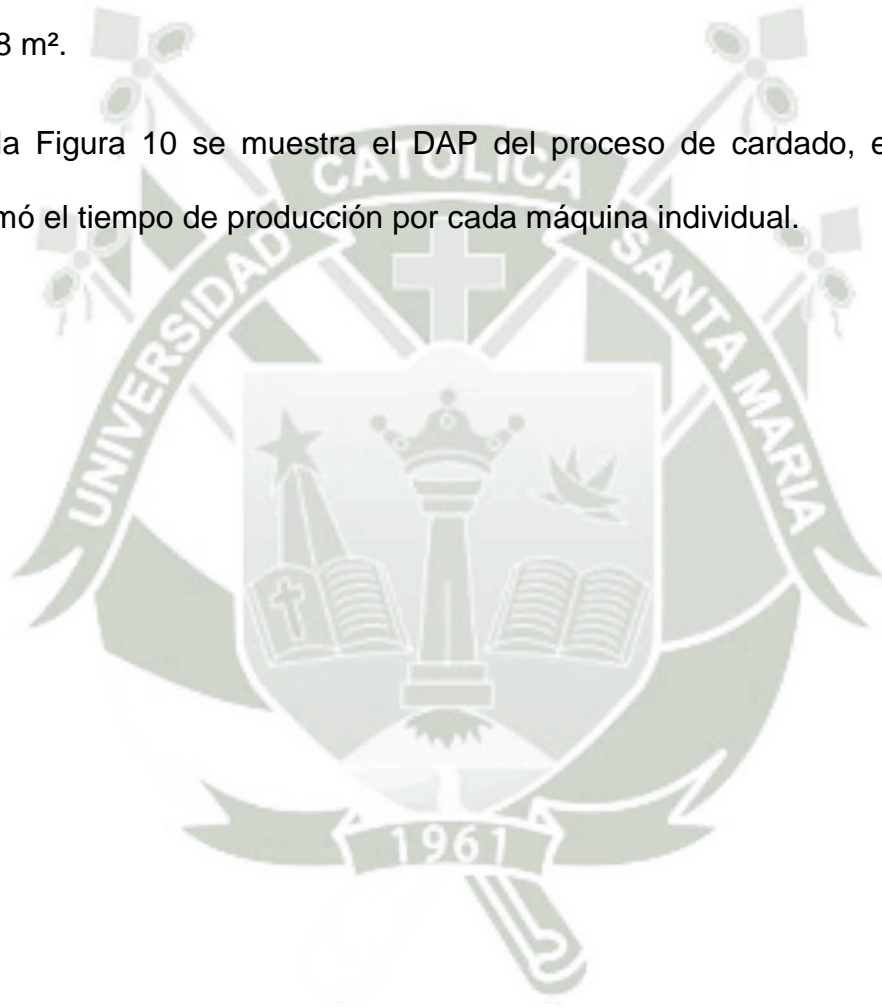 8 m².
la Figura 10 se muestra el DAP del proceso de cardado, e
mó el tiempo de producción por cada máquina individual.
UNIVERSIDAD CATOLICA SANTA MARIA
1961